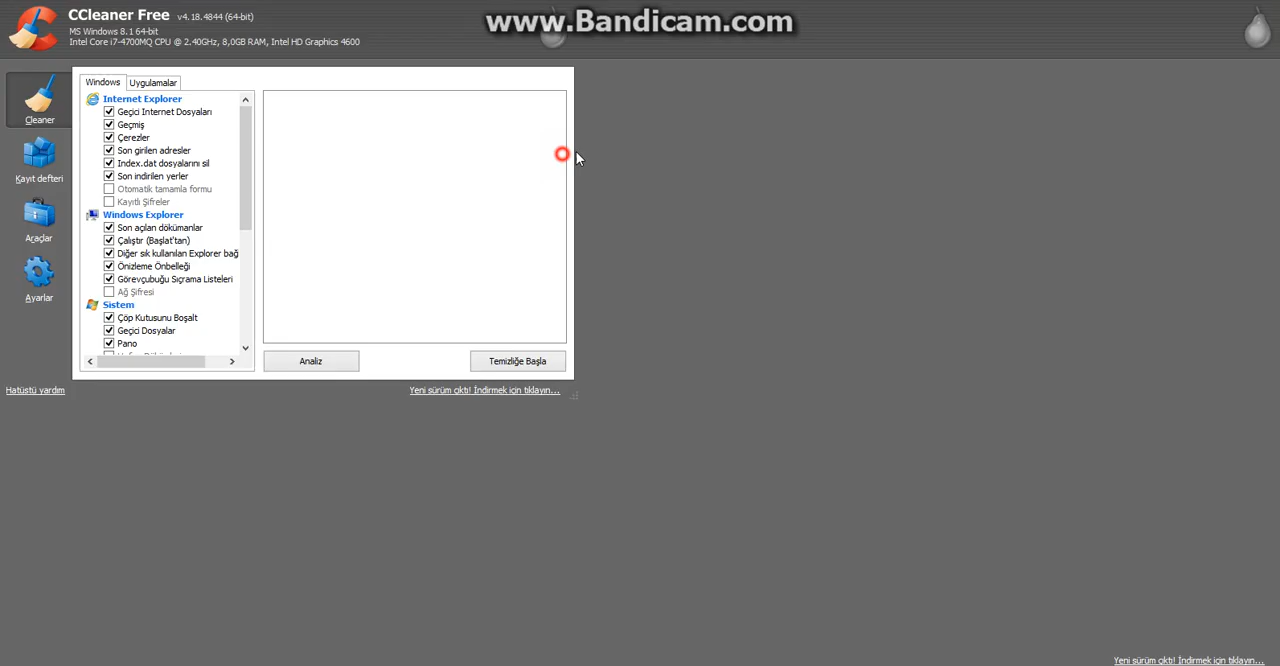 CCleaner Free v4.18.4844 (64-bit)
MS Windows 8.1 64-bit
Intel Core i7-4700MQ CPU @ 2.40GHz, 8,0GB RAM, Intel HD Graphics 4600
www.Bandicam.com
Cleaner
Kayıt defteri
Araçlar
Ayarlar
Windows
Uygulamalar
Internet Explorer
Geçici Internet Dosyaları
Geçmiş
Çerezler
Son girilen adresler
Index.dat dosyalarını sil
Son indirilen yerler
Otomatik tamamla formu
Kayıtlı Şifreler
Windows Explorer
Son açılan dökümanlar
Çalıştır (Başlat'tan)
Diğer sık kullanılan Explorer bağ
Önizleme Önbelleği
Görevçubuğu Sıçrama Listeleri
Ağ Şifresi
Sistem
Çöp Kutusunu Boşalt
Geçici Dosyalar
Pano
Analiz
Temizliğe Başla
Hatüstü yardım
Yeni sürüm çıktı! İndirmek için tıklayın...
Yeni sürüm çıktı! İndirmek için tıklayın...